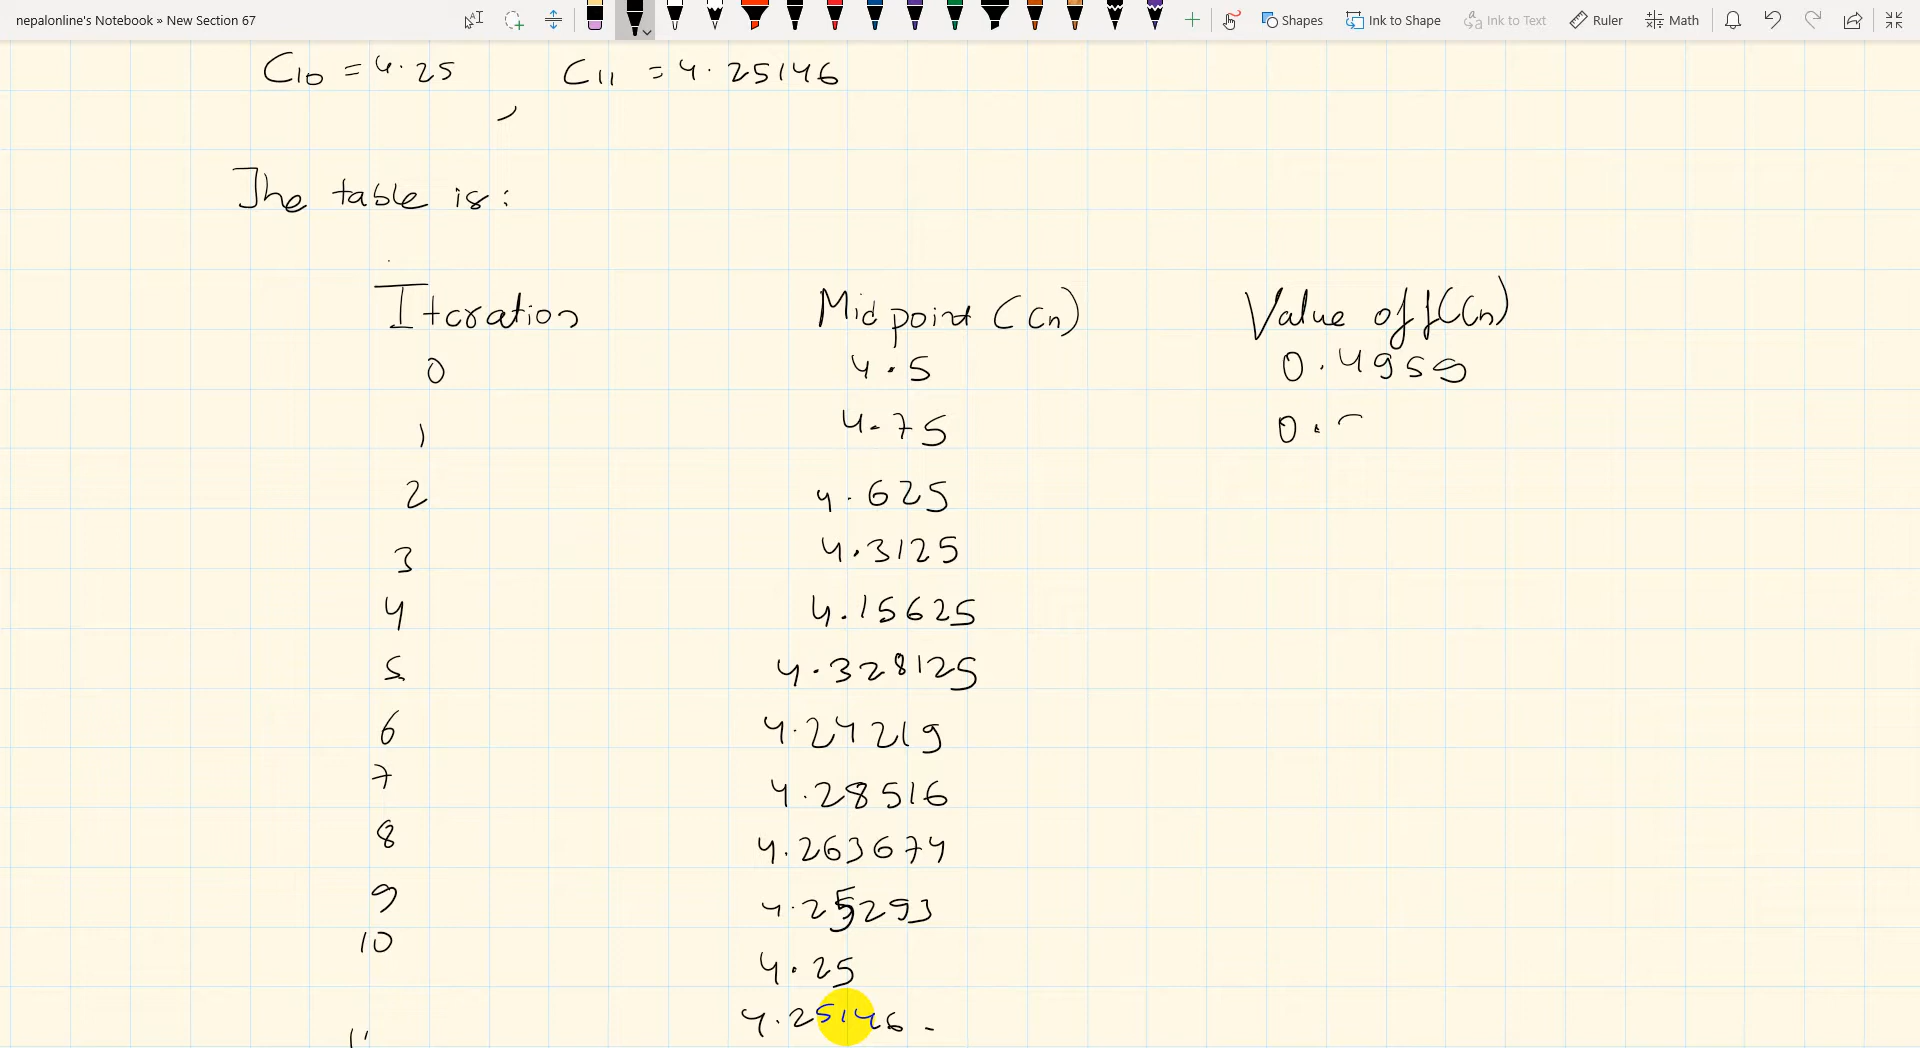 nepalonline's Notebook » New Section 67
Shapes Ink to Shape Ink to Text Ruler Math
C10 = 4.25 , C11 = 4.25146
The table is:
Iteration Midpoint (Cn) Value of f(Cn)
0 4.5 0.4959
1 4.75 0.
2 4.625
3 4.3125
4 4.15625
5 4.328125
6 4.24219
7 4.28516
8 4.263674
9 4.25293
10 4.25
11 4.25146